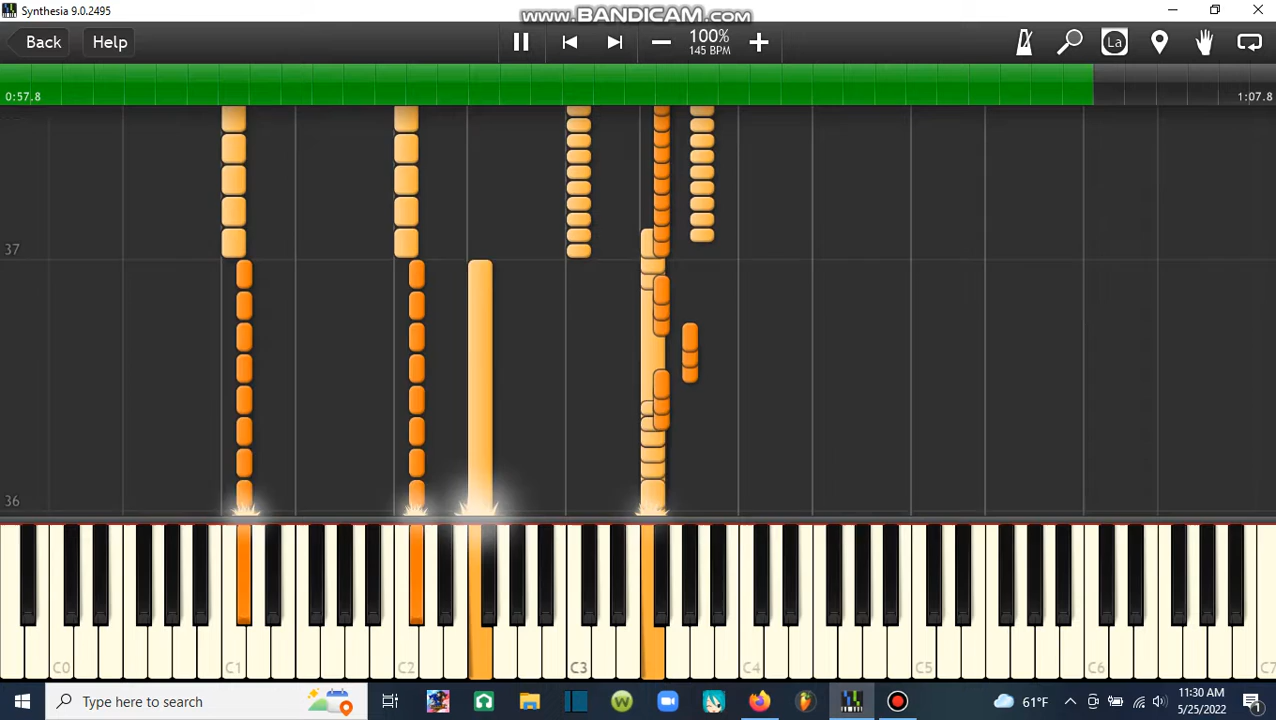 Synthesia 9.0.2495
www.BANDICAM.com
Back
Help
100%
145 BPM
La
0:57.8
1:07.8
37
36
C0
C1
C2
C3
C4
C5
C6
C7
Type here to search
61°F
11:30 AM
5/25/2022
1